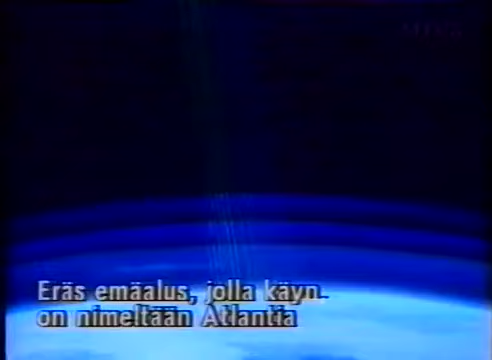 Eräs emäalus, jolla käyn
on nimeltään Atlantia